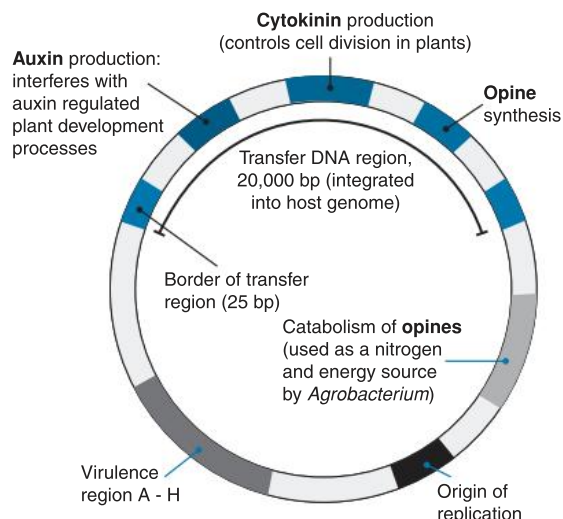 Cytokinin production
(controls cell division in plants)
Auxin production:
interferes with
auxin regulated
plant development
processes
Opine
synthesis
Transfer DNA region,
20,000 bp (integrated
into host genome)
Border of transfer
region (25 bp)
Catabolism of opines
(used as a nitrogen
and energy source
by Agrobacterium)
Virulence
region A - H
Origin of
replication